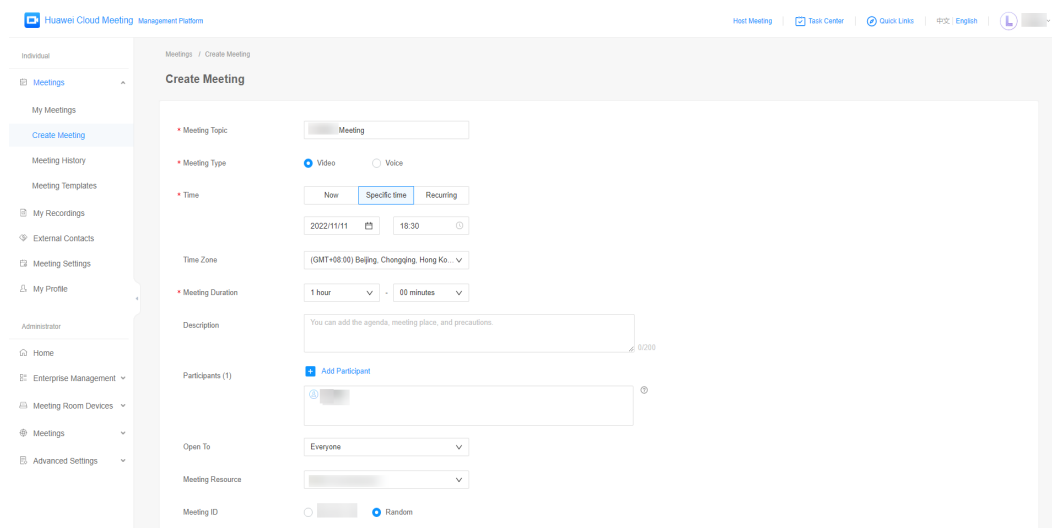 Huawei Cloud Meeting Management Platform
Host Meeting Task Center Quick Links 中文 English L
Individual
Meetings
My Meetings
Create Meeting
Meeting History
Meeting Templates
My Recordings
External Contacts
Meeting Settings
My Profile
Administrator
Home
Enterprise Management
Meeting Room Devices
Meetings
Advanced Settings
Meetings / Create Meeting
Create Meeting
* Meeting Topic Meeting
* Meeting Type Video Voice
* Time Now Specific time Recurring
2022/11/11 18:30
Time Zone (GMT+08:00) Beijing, Chongqing, Hong Ko...
* Meeting Duration 1 hour - 00 minutes
Description You can add the agenda, meeting place, and precautions.
0/200
Participants (1) Add Participant
Open To Everyone
Meeting Resource
Meeting ID Random